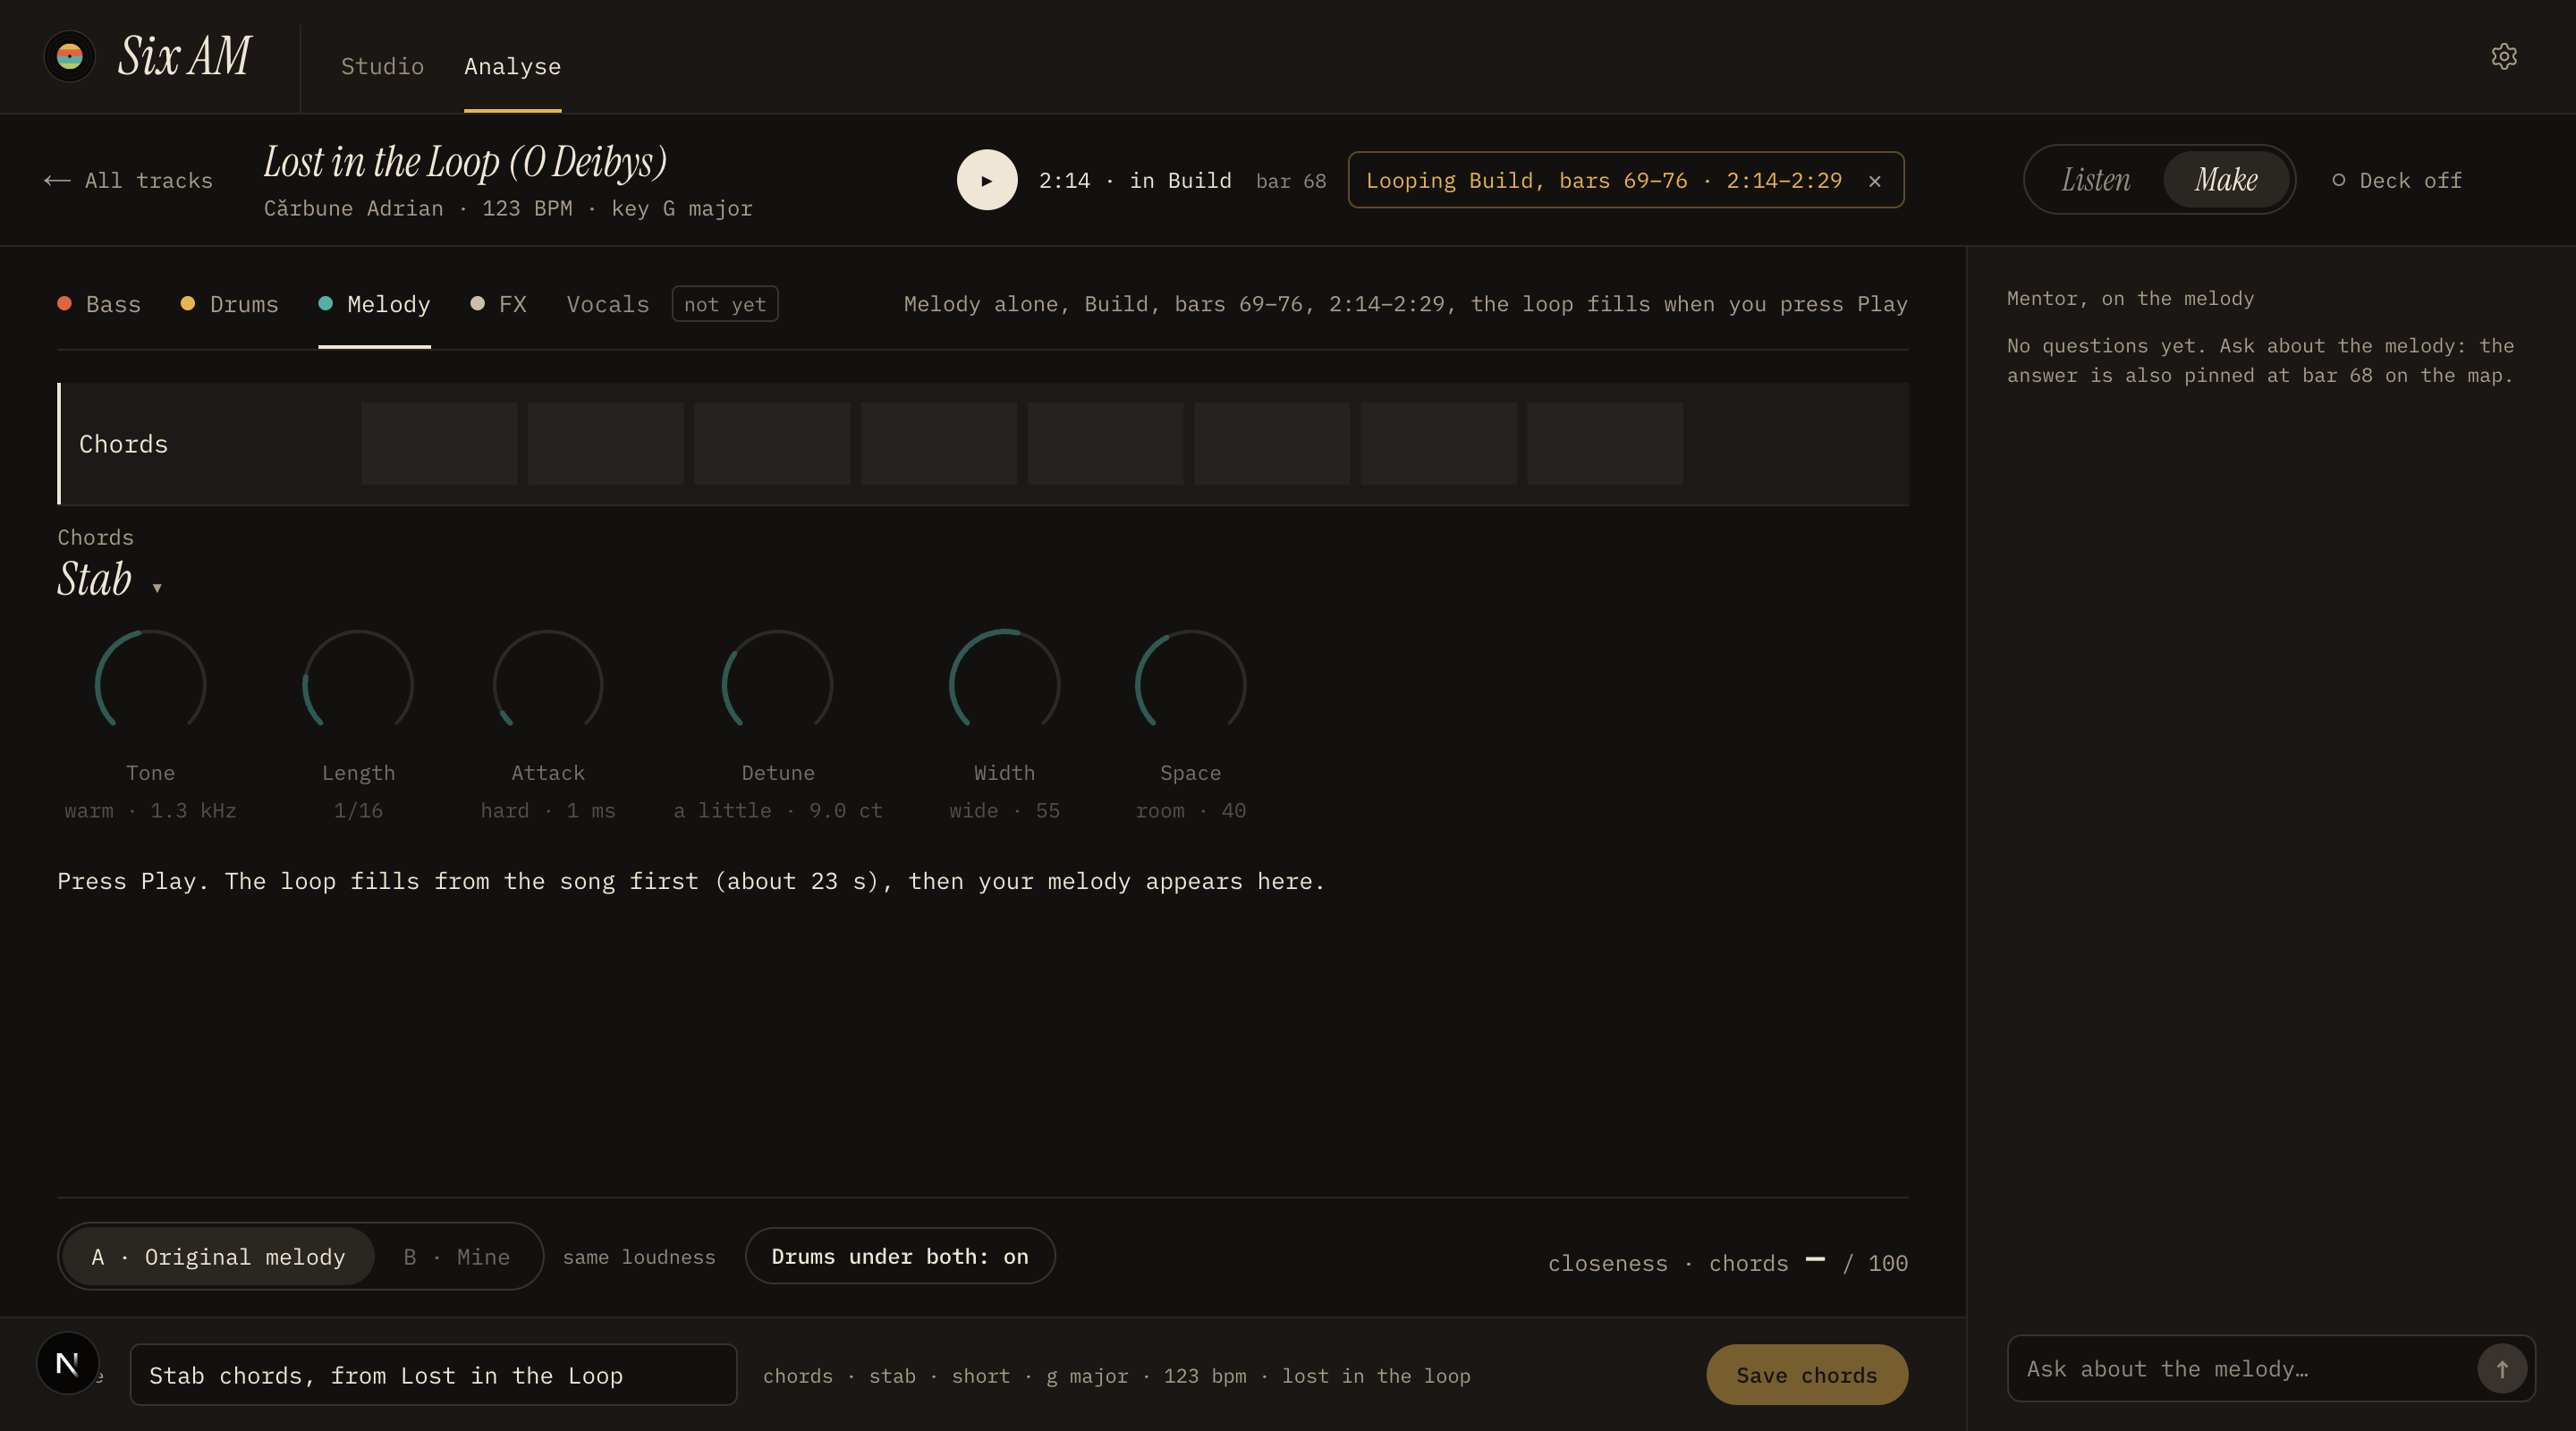 Six AM
Studio
Analyse
← All tracks
Lost in the Loop (O Deibys)
Cărbune Adrian · 123 BPM · key G major
2:14 · in Build
bar 68
Looping Build, bars 69–76 · 2:14–2:29 ×
Listen
Make
Deck off
Bass
Drums
Melody
FX
Vocals
not yet
Melody alone, Build, bars 69–76, 2:14–2:29, the loop fills when you press Play
Mentor, on the melody
No questions yet. Ask about the melody: the
answer is also pinned at bar 68 on the map.
Chords
Chords
Stab
Tone
Length
Attack
Detune
Width
Space
warm · 1.3 kHz
1/16
hard · 1 ms
a little · 9.0 ct
wide · 55
room · 40
Press Play. The loop fills from the song first (about 23 s), then your melody appears here.
A · Original melody
B · Mine
same loudness
Drums under both: on
closeness · chords – / 100
N
Stab chords, from Lost in the Loop
chords · stab · short · g major · 123 bpm · lost in the loop
Save chords
Ask about the melody…